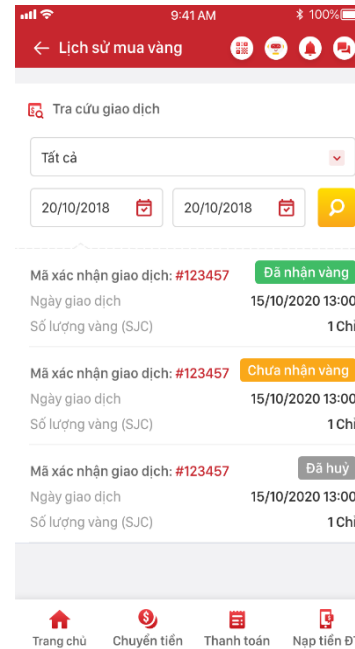 9:41 AM 100%
Lịch sử mua vàng
Tra cứu giao dịch
Tất cả
20/10/2018 20/10/2018
Mã xác nhận giao dịch: #123457 Đã nhận vàng
Ngày giao dịch 15/10/2020 13:00
Số lượng vàng (SJC) 1 Chỉ
Mã xác nhận giao dịch: #123457 Chưa nhận vàng
Ngày giao dịch 15/10/2020 13:00
Số lượng vàng (SJC) 1 Chỉ
Mã xác nhận giao dịch: #123457 Đã huỷ
Ngày giao dịch 15/10/2020 13:00
Số lượng vàng (SJC) 1 Chỉ
Trang chủ Chuyển tiền Thanh toán Nạp tiền ĐT